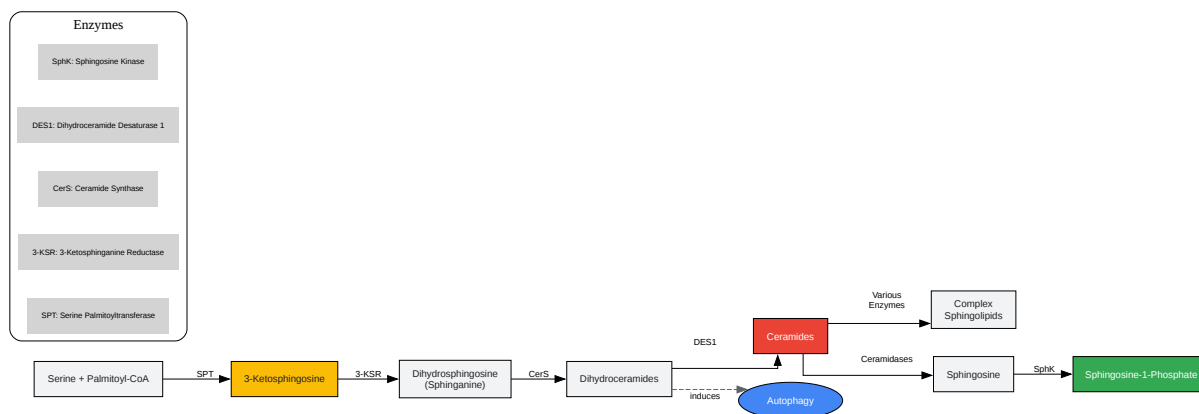 Enzymes
SphK: Sphingosine Kinase
DES1: Dihydroceramide Desaturase 1
CerS: Ceramide Synthase
3-KSR: 3-Ketosphinganine Reductase
SPT: Serine Palmitoyltransferase
Serine + Palmitoyl-CoA
SPT
3-Ketosphingosine
3-KSR
Dihydrosphingosine
(Sphinganine)
CerS
Dihydroceramides
DES1
induces
Ceramides
Autophagy
Various
Enzymes
Complex
Sphingolipids
Ceramidases
Sphingosine
SphK
Sphingosine-1-Phosphate